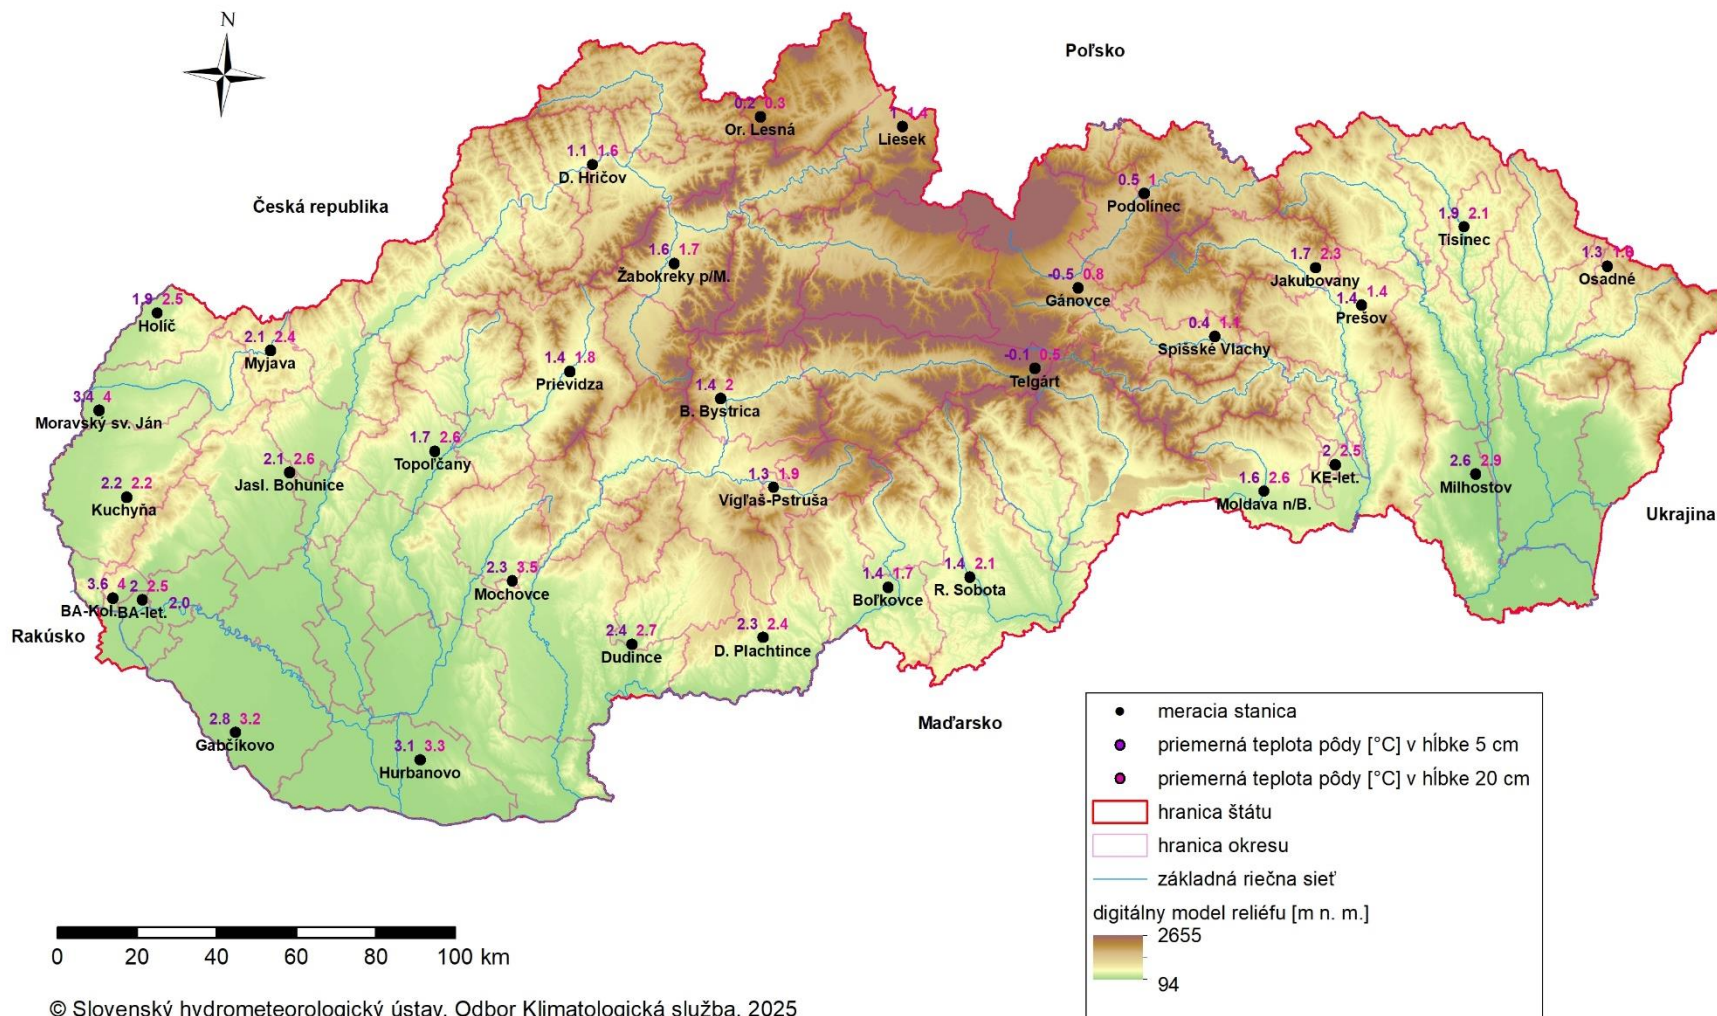 N
Poľsko
Česká republika
Ukrajina
Rakúsko
Maďarsko
0.2 0.3
Or. Lesná
1.4
Liesek
1.1 1.6
D. Hričov
0.5 1
Podolínec
1.9 2.1
Tisinec
1.3
Osadné
1.6 1.7
Žabokreky p/M.
1.7 2.3
Jakubovany
-0.5 0.8
Gánovce
1.4 1.4
Prešov
1.9 2.5
Holíč
2.1 2.4
Myjava
0.4 1.1
Spišské Vlachy
1.4 1.8
Prievidza
-0.1 0.5
Telgárt
1.4 2
B. Bystrica
3.4 4
Moravský sv. Ján
1.7 2.6
Topoľčany
2.1 2.6
Jasl. Bohunice
1.3 1.9
Vígľaš-Pstruša
2 2.5
KE-let.
2.6 2.9
Milhostov
1.6 2.6
Moldava n/B.
2.2 2.2
Kuchyňa
2.3 3.5
Mochovce
1.4 1.7
Boľkovce
1.4 2.1
R. Sobota
3.6 4
BA-Kol.
2 2.5
BA-let.
2.0
2.4 2.7
Dudince
2.3 2.4
D. Plachtince
2.8 3.2
Gabčíkovo
3.1 3.3
Hurbanovo
meracia stanica
priemerná teplota pôdy [°C] v hĺbke 5 cm
priemerná teplota pôdy [°C] v hĺbke 20 cm
hranica štátu
hranica okresu
základná riečna sieť
digitálny model reliéfu [m n. m.]
2655
94
0 20 40 60 80 100 km
© Slovenský hydrometeorologický ústav, Odbor Klimatologická služba, 2025